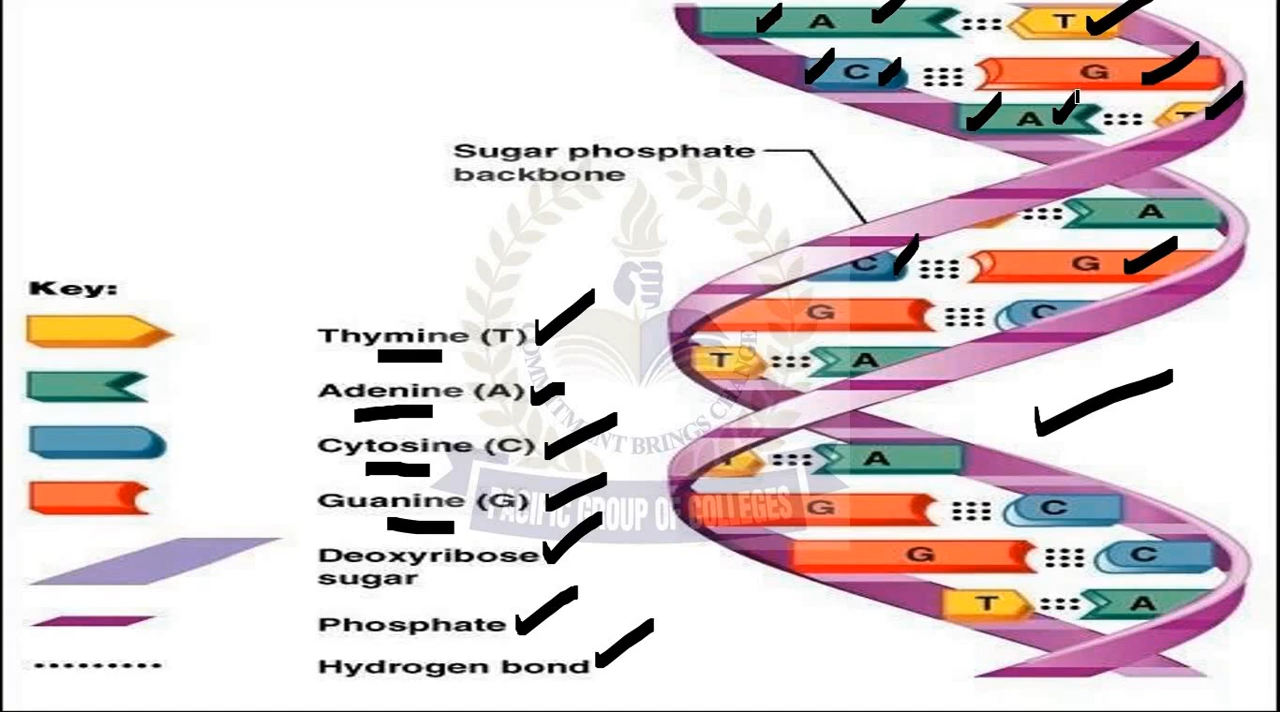 A T
C G
A T
Sugar phosphate
backbone
A
C G
Key:
G C
Thymine (T)
T A
Adenine (A)
COMMITMENT BRINGS CHANGE
Cytosine (C)
T A
Guanine (G)
G C
PACIFIC GROUP OF COLLEGES
Deoxyribose
sugar
G C
T A
Phosphate
Hydrogen bond